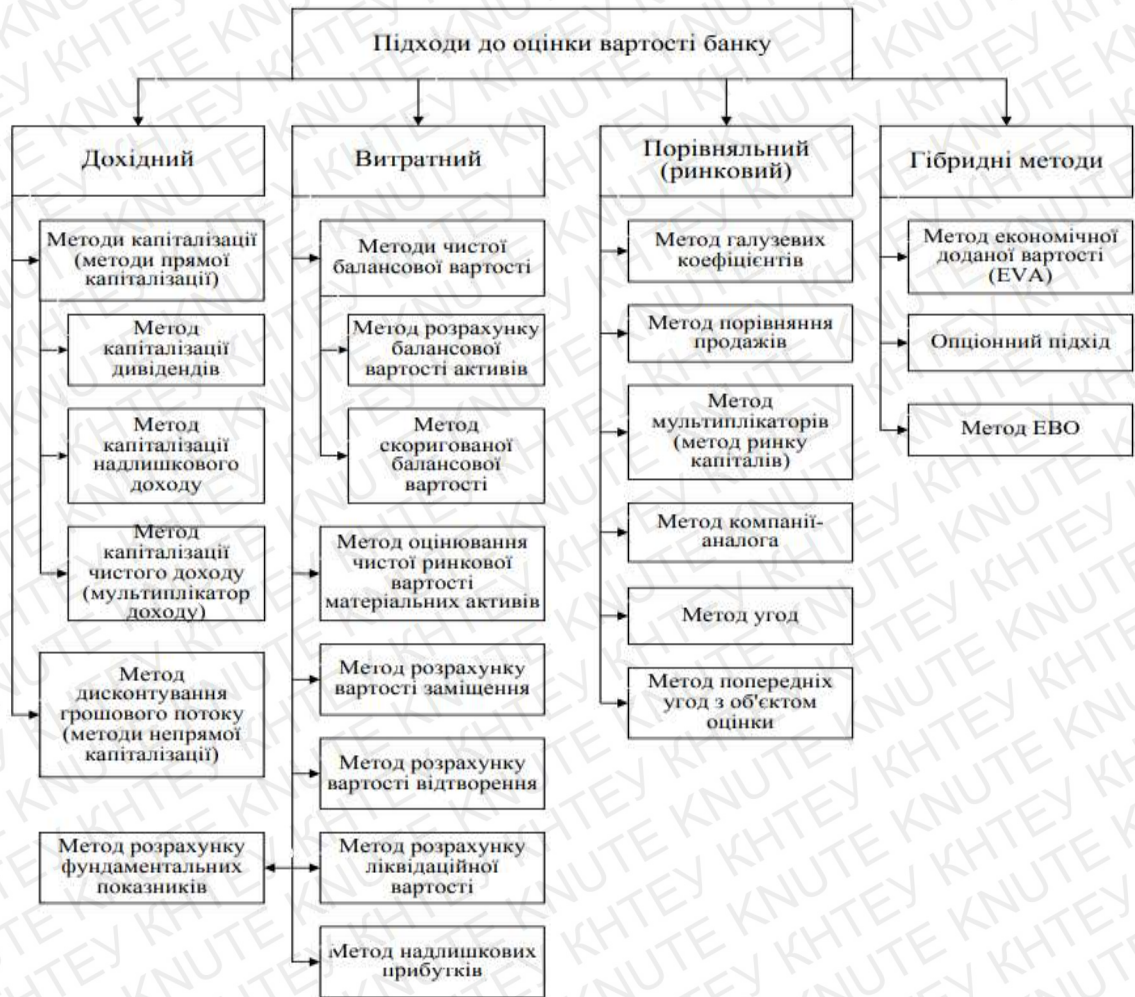 Підходи до оцінки вартості банку
Дохідний
Методи капіталізації
(методи прямої
капіталізації)
Метод
капіталізації
дивідендів
Метод
капіталізації
надлишкового
доходу
Метод
капіталізації
чистого доходу
(мультиплікатор
доходу)
Метод
дисконтування
грошового потоку
(методи непрямої
капіталізації)
Метод розрахунку
фундаментальних
показників
Витратний
Методи чистої
балансової вартості
Метод розрахунку
балансової
вартості активів
Метод
скоригованої
балансової
вартості
Метод оцінювання
чистої ринкової
вартості
матеріальних активів
Метод розрахунку
вартості заміщення
Метод розрахунку
вартості відтворення
Метод розрахунку
ліквідаційної
вартості
Метод надлишкових
прибутків
Порівняльний
(ринковий)
Метод галузевих
коефіцієнтів
Метод порівняння
продажів
Метод
мультиплікаторів
(метод ринку
капіталів)
Метод компанії-
аналога
Метод угод
Метод попередніх
угод з об'єктом
оцінки
Гібридні методи
Метод економічної
доданої вартості
(EVA)
Опціонний підхід
Метод ЕВО
KNUTE КНТЕУ